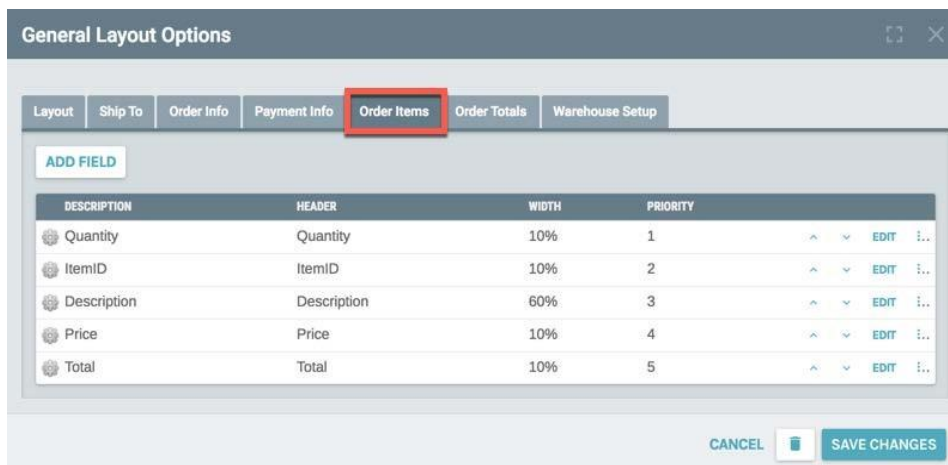 General Layout Options
Layout Ship To Order Info Payment Info Order Items Order Totals Warehouse Setup
ADD FIELD
DESCRIPTION HEADER WIDTH PRIORITY
Quantity Quantity 10% 1 EDIT
ItemID ItemID 10% 2 EDIT
Description Description 60% 3 EDIT
Price Price 10% 4 EDIT
Total Total 10% 5 EDIT
CANCEL SAVE CHANGES